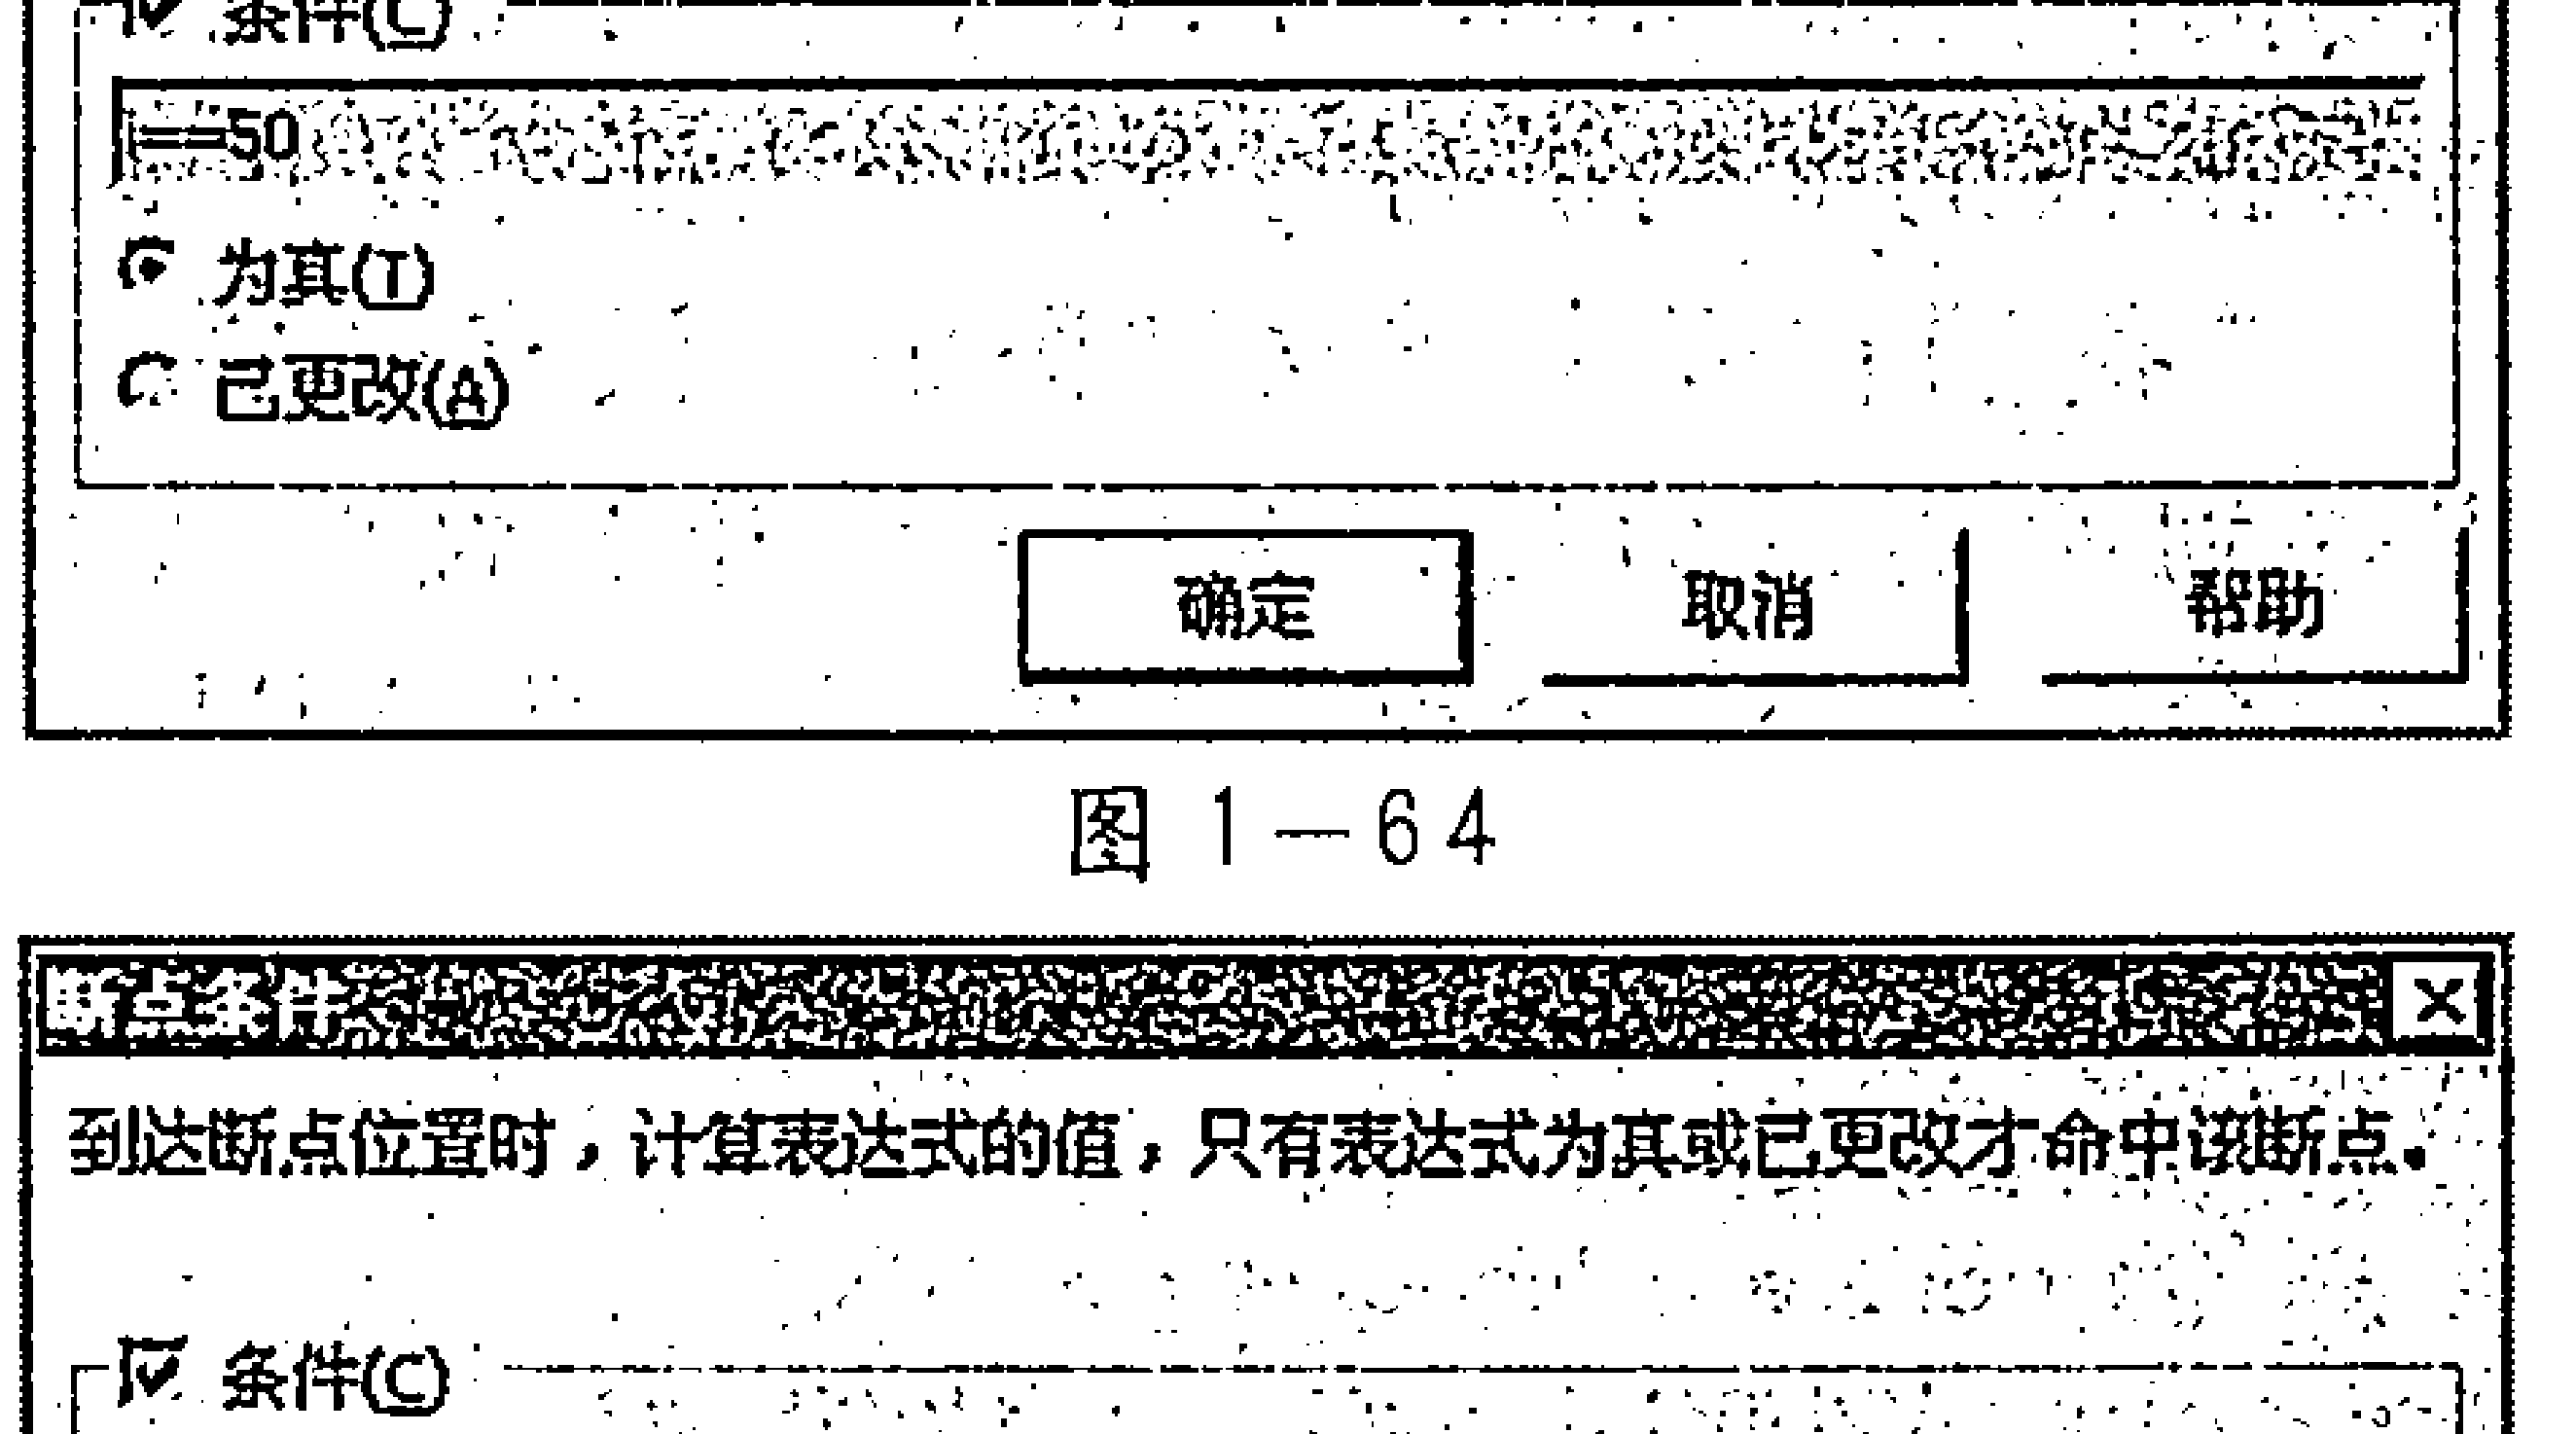 条件(C)
i==50
为真(T)
已更改(A)
确定 取消 帮助
图 1－64
断点条件
到达断点位置时，计算表达式的值，只有表达式为真或已更改才命中该断点。
条件(C)